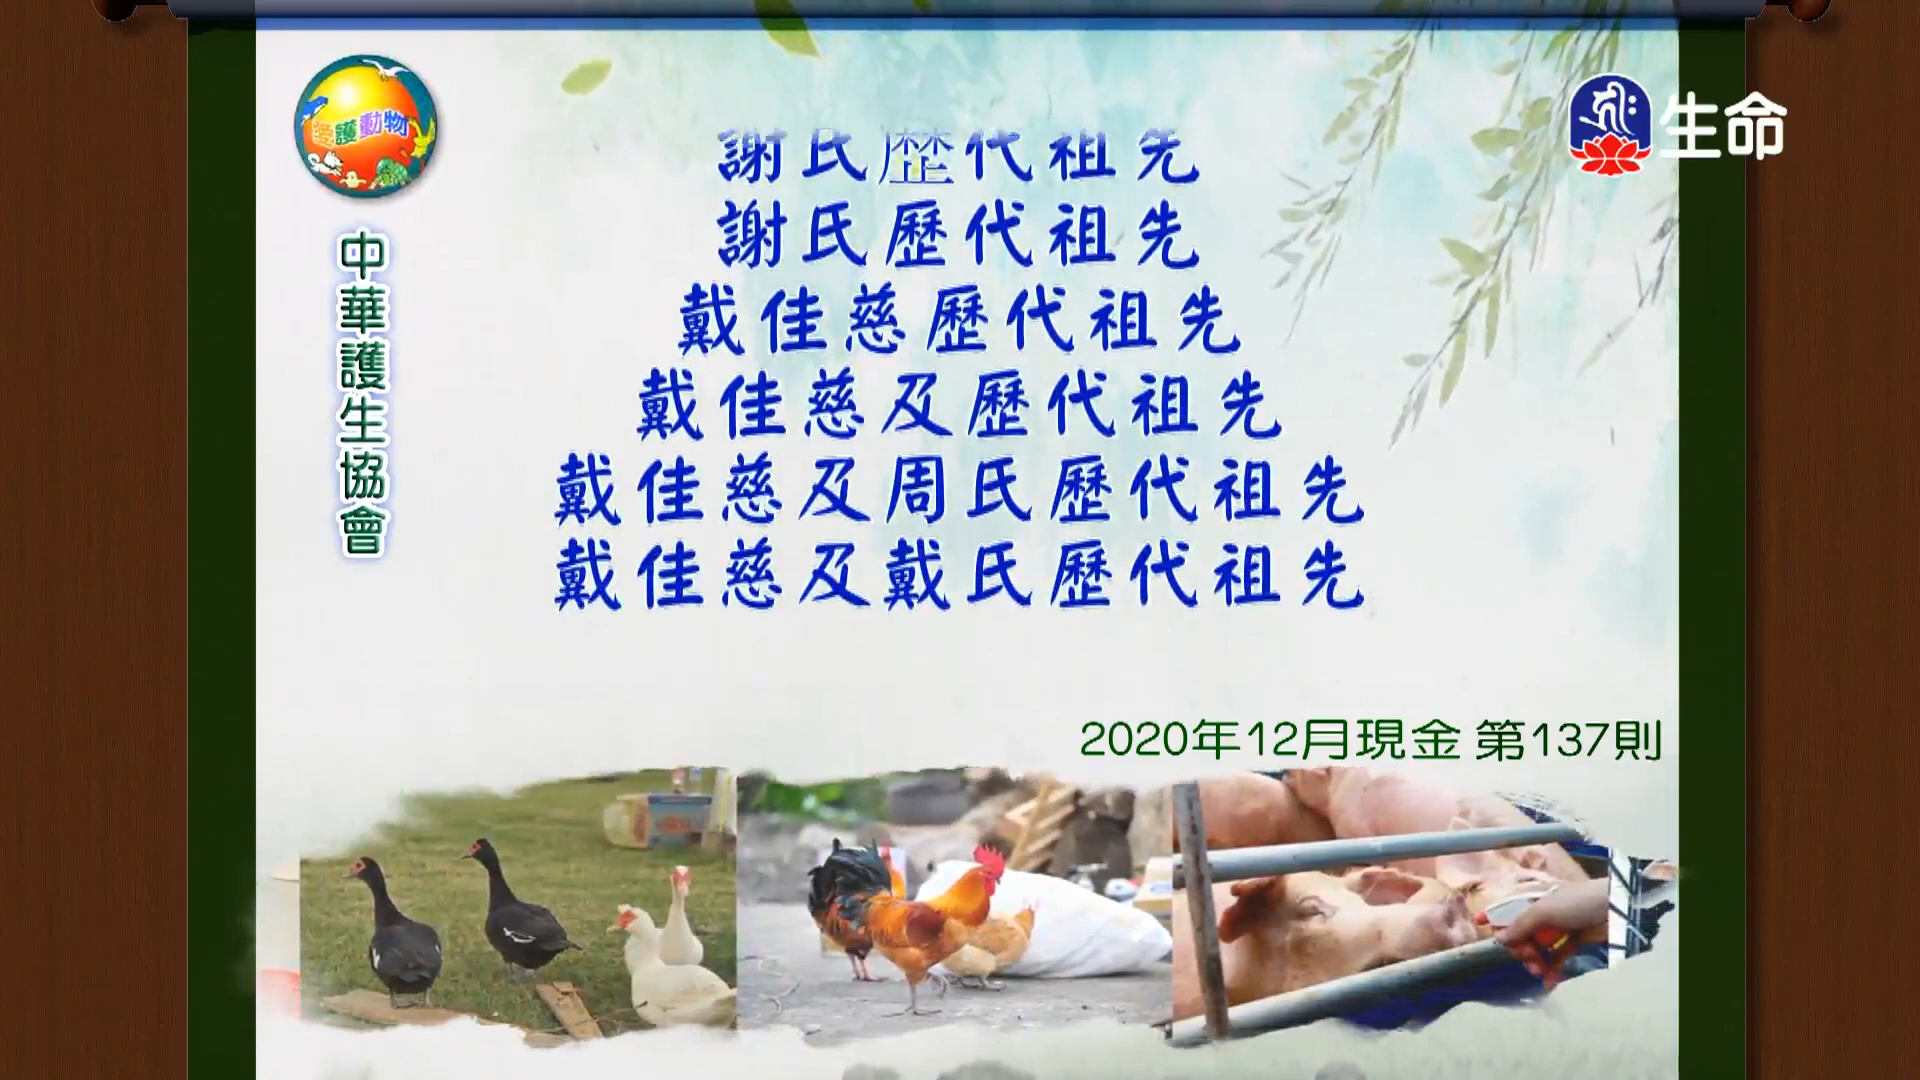 愛護動物
生命
中華護生協會
謝氏歷代祖先
謝氏歷代祖先
戴佳慈歷代祖先
戴佳慈及歷代祖先
戴佳慈及周氏歷代祖先
戴佳慈及戴氏歷代祖先
2020年12月現金 第137則